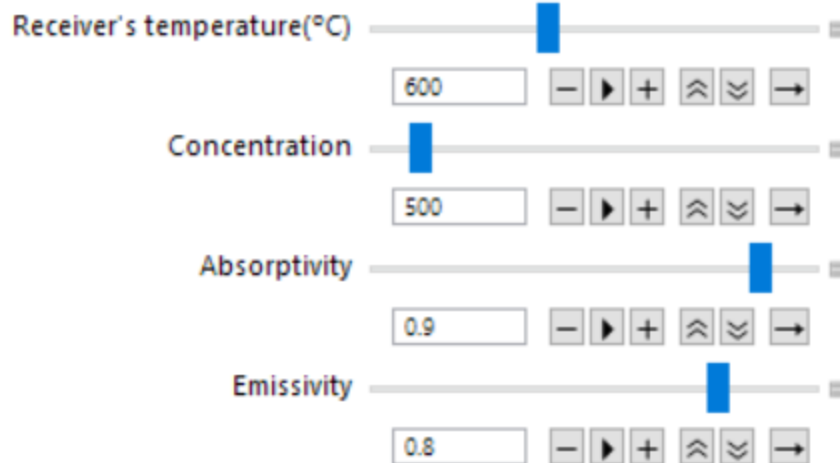 Receiver's temperature(°C)
600
Concentration
500
Absorptivity
0.9
Emissivity
0.8